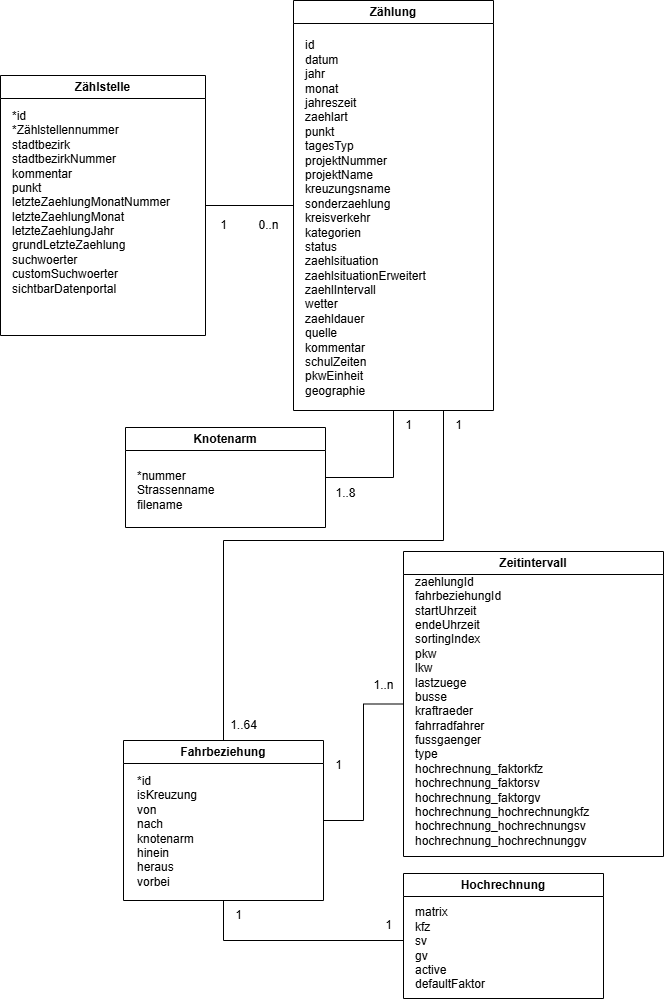 Zählung
id
datum
jahr
monat
jahreszeit
zaehlart
punkt
tagesTyp
projektNummer
projektName
kreuzungsname
sonderzaehlung
kreisverkehr
kategorien
status
zaehlsituation
zaehlsituationErweitert
zaehlIntervall
wetter
zaehldauer
quelle
kommentar
schulZeiten
pkwEinheit
geographie
Zählstelle
*id
*Zählstellennummer
stadtbezirk
stadtbezirkNummer
kommentar
punkt
letzteZaehlungMonatNummer
letzteZaehlungMonat
letzteZaehlungJahr
grundLetzteZaehlung
suchwoerter
customSuchwoerter
sichtbarDatenportal
1
0..n
Knotenarm
*nummer
Strassenname
filename
1
1
1..8
Zeitintervall
zaehlungId
fahrbeziehungId
startUhrzeit
endeUhrzeit
sortingIndex
pkw
lkw
lastzuege
busse
kraftraeder
fahrradfahrer
fussgaenger
type
hochrechnung_faktorkfz
hochrechnung_faktorsv
hochrechnung_faktorgv
hochrechnung_hochrechnungkfz
hochrechnung_hochrechnungsv
hochrechnung_hochrechnunggv
1..n
1..64
1
Fahrbeziehung
*id
isKreuzung
von
nach
knotenarm
hinein
heraus
vorbei
1
1
Hochrechnung
matrix
kfz
sv
gv
active
defaultFaktor